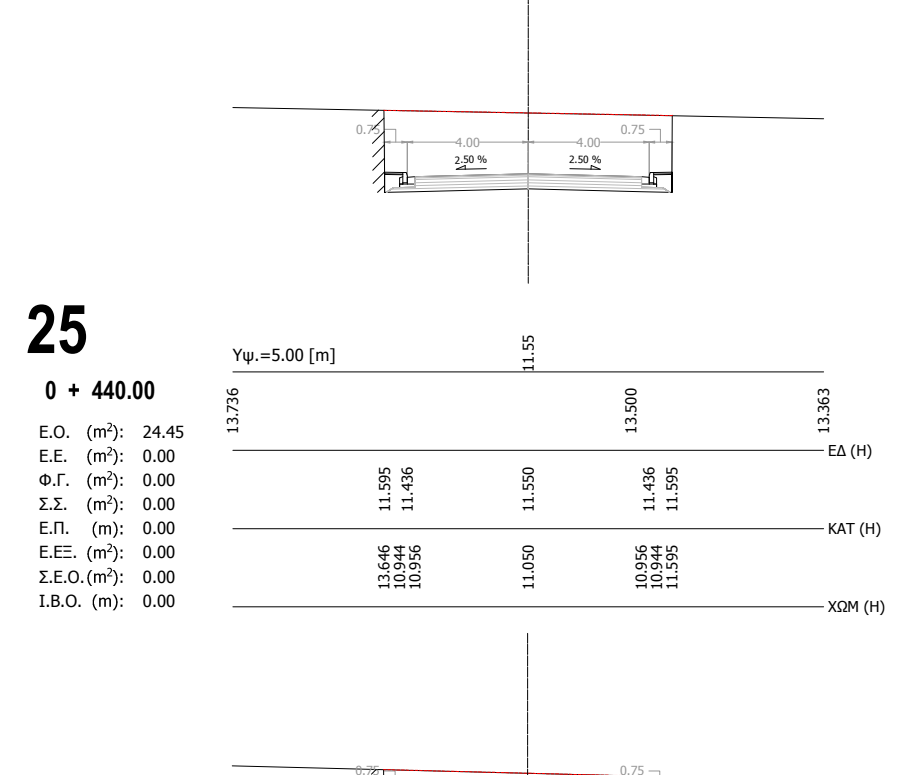 0.75 0.75
4.00 4.00
2.50 % 2.50 %
25
Υψ.=5.00 [m] 11.55
0 + 440.00
13.736 13.500 13.363
Ε.Ο. (m²): 24.45
Ε.Ε. (m²): 0.00
Φ.Γ. (m²): 0.00
Σ.Σ. (m²): 0.00
Ε.Π. (m): 0.00
Ε.ΕΞ. (m²): 0.00
Σ.Ε.Ο. (m²): 0.00
Ι.Β.Ο. (m): 0.00
ΕΔ (Η)
11.595 11.436 11.550 11.436 11.595
ΚΑΤ (Η)
13.646 10.944 10.956 11.050 10.956 10.944 11.595
ΧΩΜ (Η)
0.75 0.75